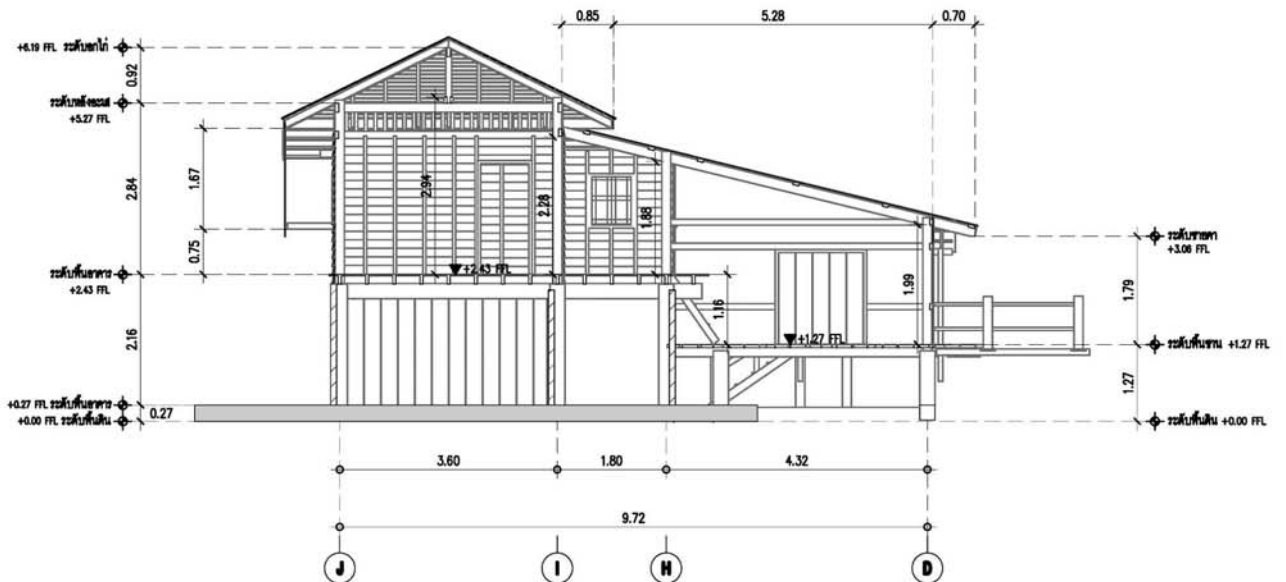 0.85 5.28 0.70
+6.19 FFL ระดับอกไก่
0.92
ระดับหลังอะเส
+5.27 FFL
1.67
2.84
2.94
2.28
1.88
0.75
ระดับพื้นอาคาร
+2.43 FFL
+2.43 FFL
ระดับชายคา
+3.06 FFL
1.99
1.79
1.16
2.16
+1.27 FFL
ระดับพื้นชาน +1.27 FFL
1.27
+0.27 FFL ระดับพื้นอาคาร
0.27
+0.00 FFL ระดับพื้นดิน
ระดับพื้นดิน +0.00 FFL
3.60 1.80 4.32
9.72
J I H D